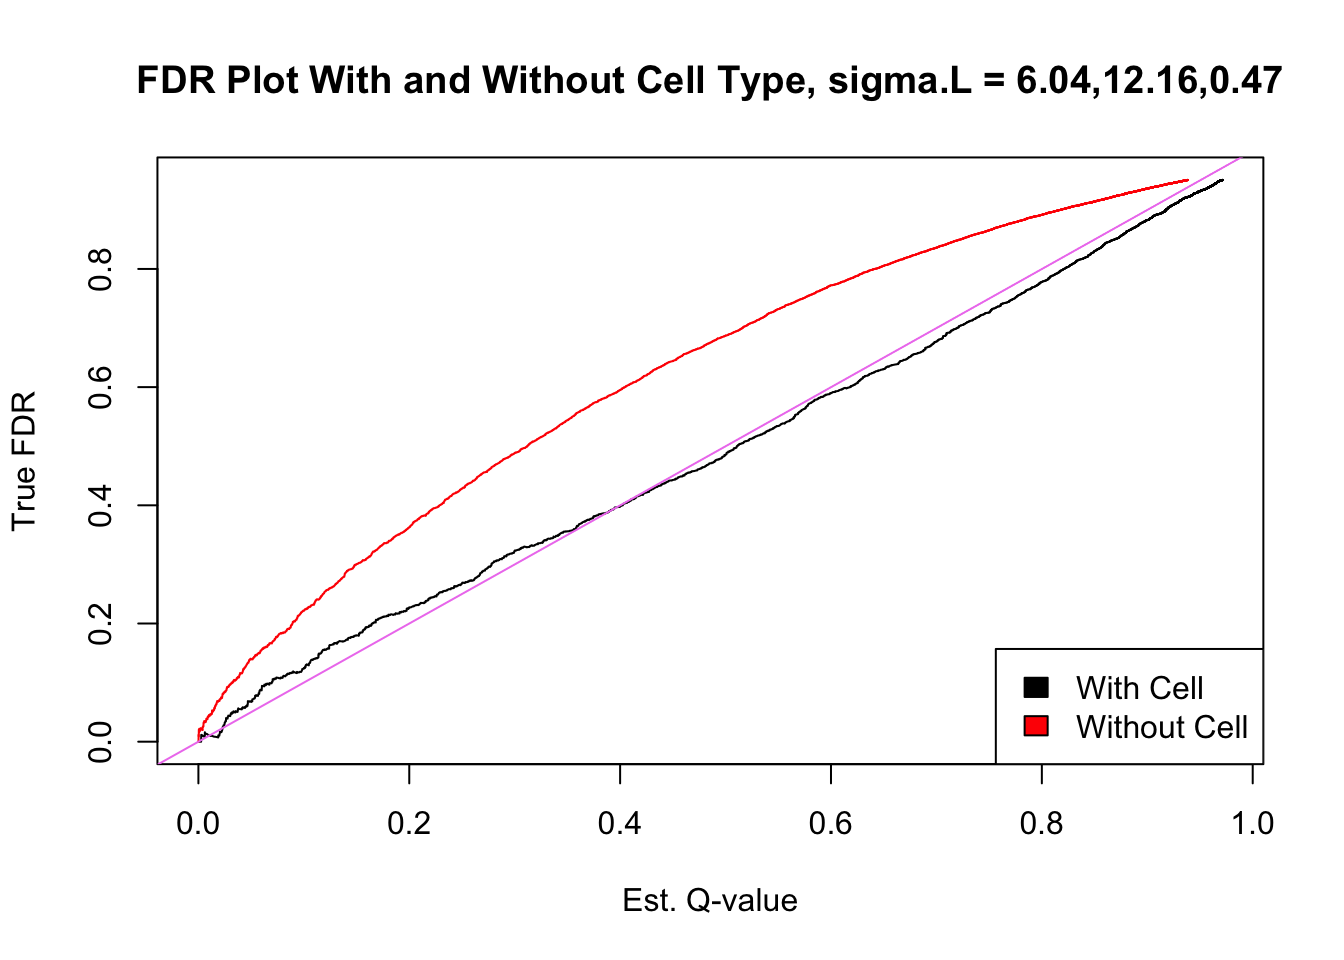 FDR Plot With and Without Cell Type, sigma.L = 6.04,12.16,0.47
True FDR
0.8
0.6
0.4
0.2
0.0
With Cell
Without Cell
0.0 0.2 0.4 0.6 0.8 1.0
Est. Q-value